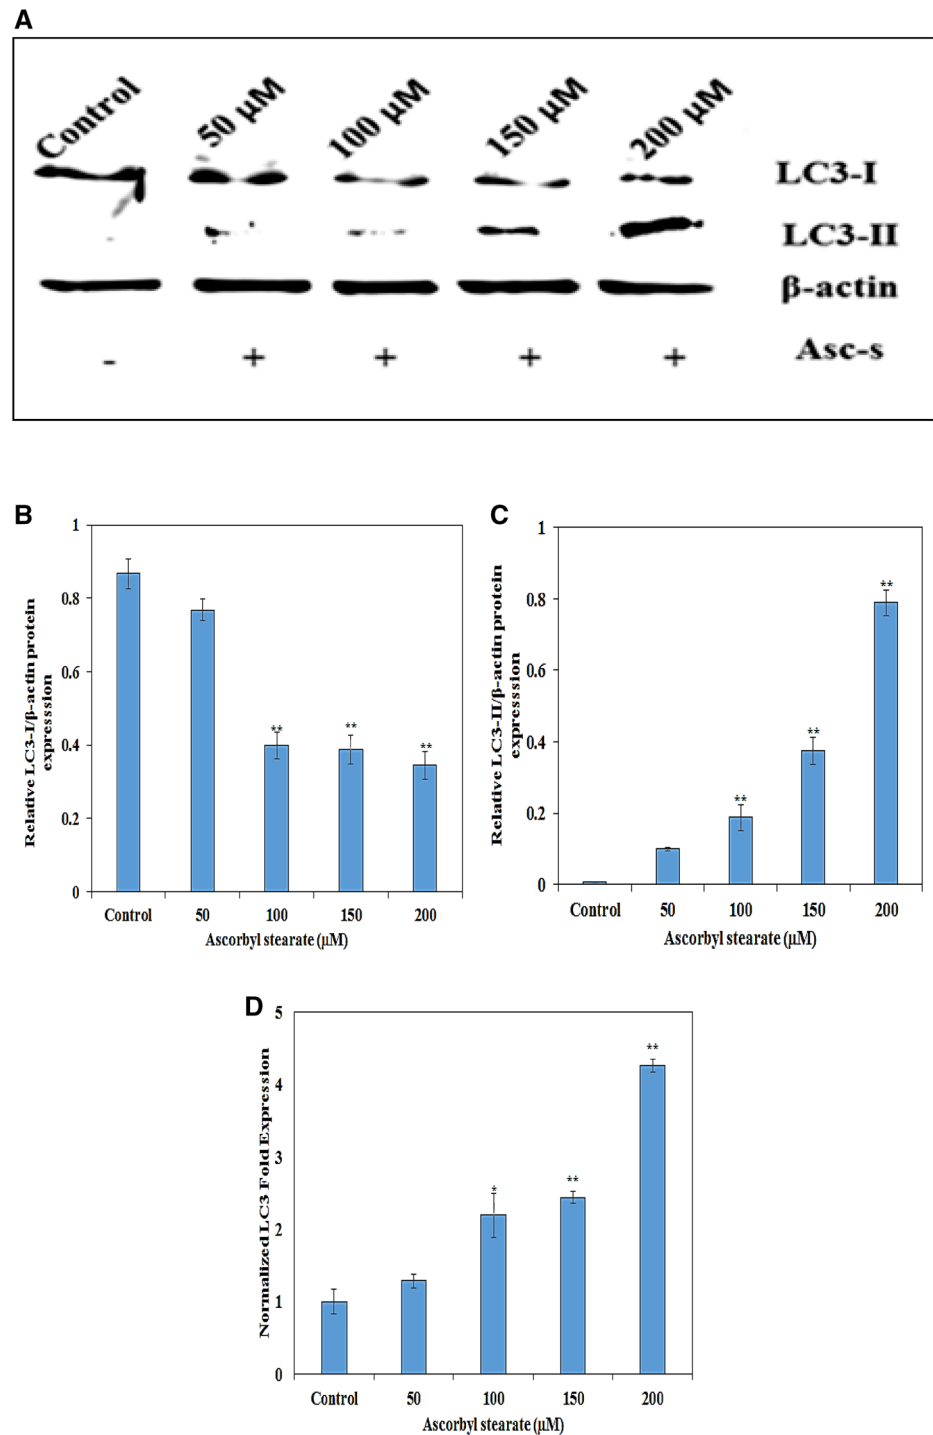 A
Control 50 µM 100 µM 150 µM 200 µM
LC3-I
LC3-II
β-actin
- + + + + Asc-s
B
Relative LC3-I/β-actin protein
expresssion
1
0.8
0.6
0.4
0.2
0
** ** **
Control 50 100 150 200
Ascorbyl stearate (µM)
C
Relative LC3-II/β-actin protein
expresssion
1
0.8
0.6
0.4
0.2
0
** ** **
Control 50 100 150 200
Ascorbyl stearate (µM)
D
Normalized LC3 Fold Expression
5
4
3
2
1
0
* ** **
Control 50 100 150 200
Ascorbyl stearate (µM)